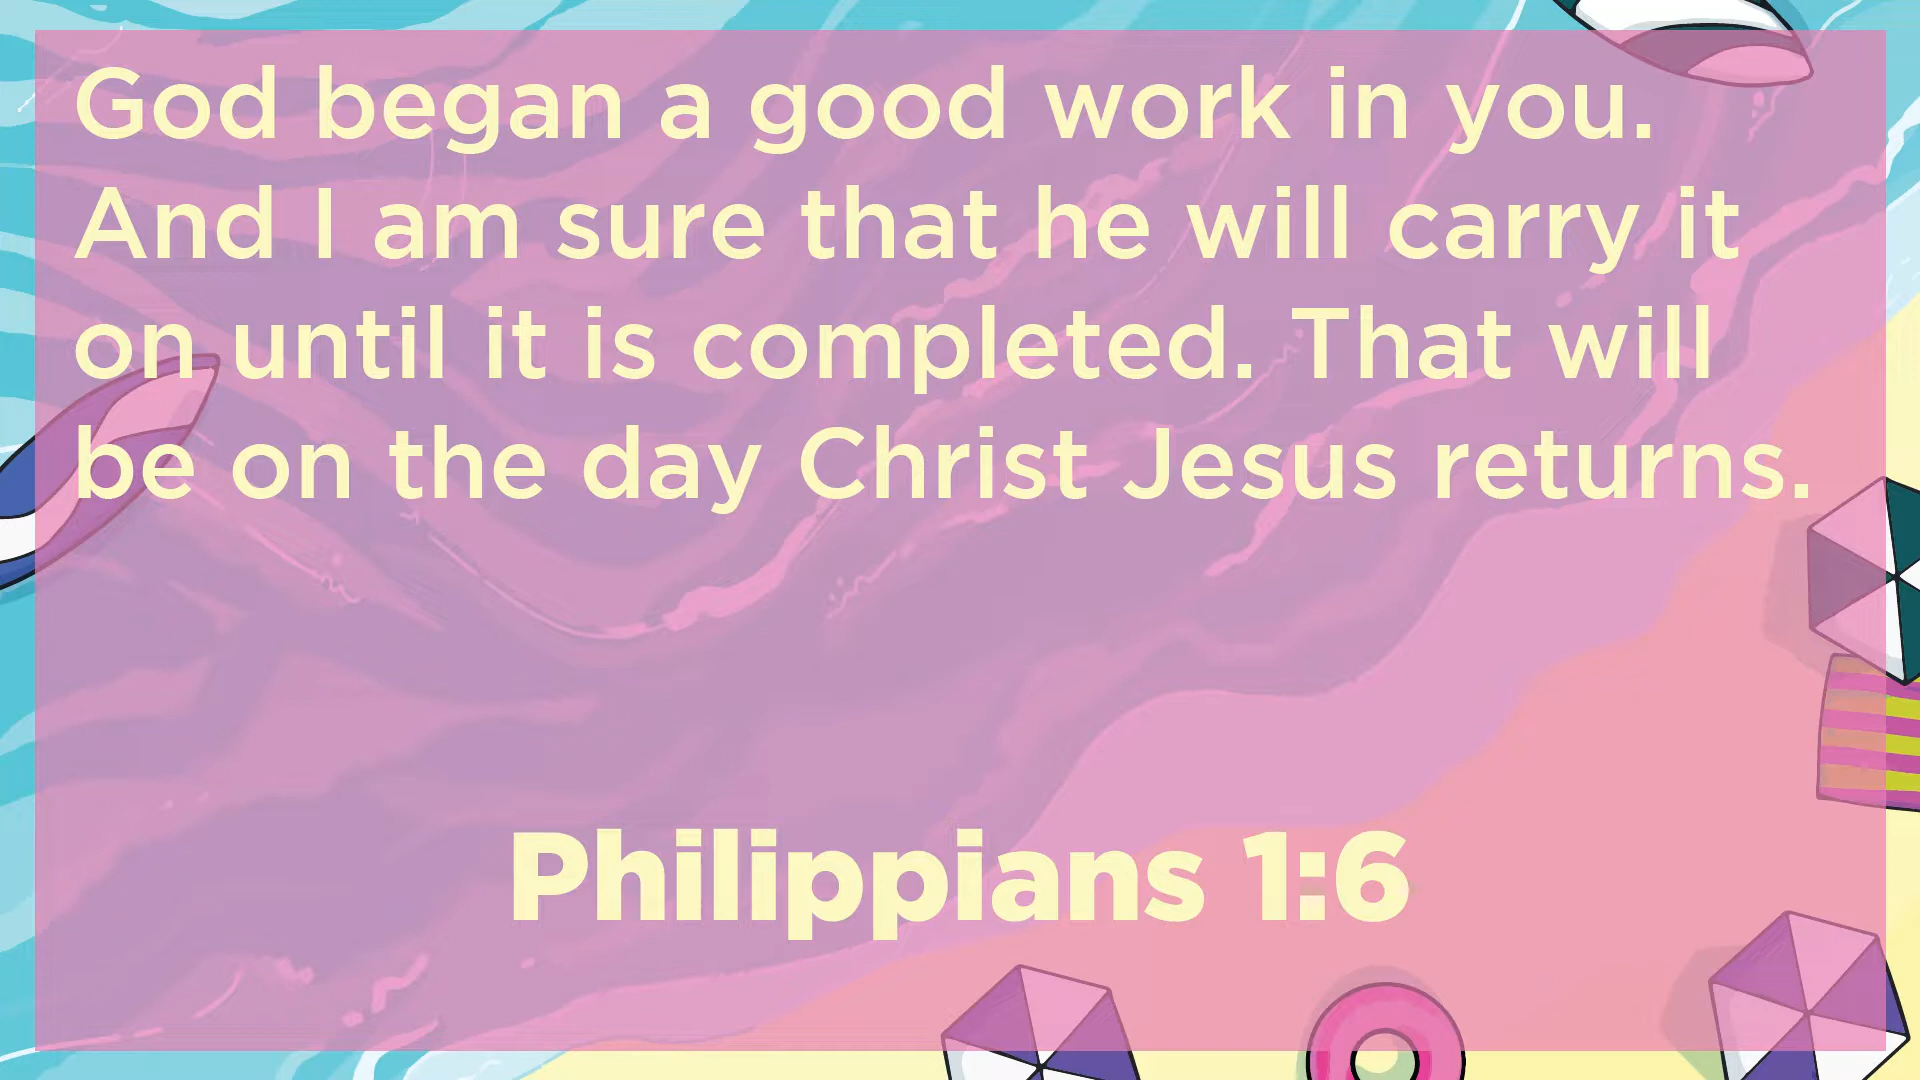 God began a good work in you.
And I am sure that he will carry it
on until it is completed. That will
be on the day Christ Jesus returns.
Philippians 1:6